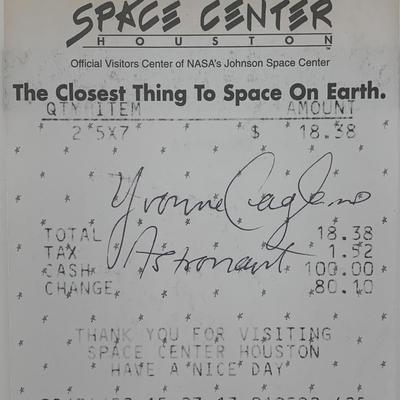 SPACE CENTER
HOUSTON
Official Visitors Center of NASA's Johnson Space Center
The Closest Thing To Space On Earth.
QTY ITEM AMOUNT
2 5X7 $ 18.38
Yvonne Cagle
TOTAL 18.38
Astronaut
TAX 1.52
CASH 100.00
CHANGE 80.10
THANK YOU FOR VISITING
SPACE CENTER HOUSTON
HAVE A NICE DAY